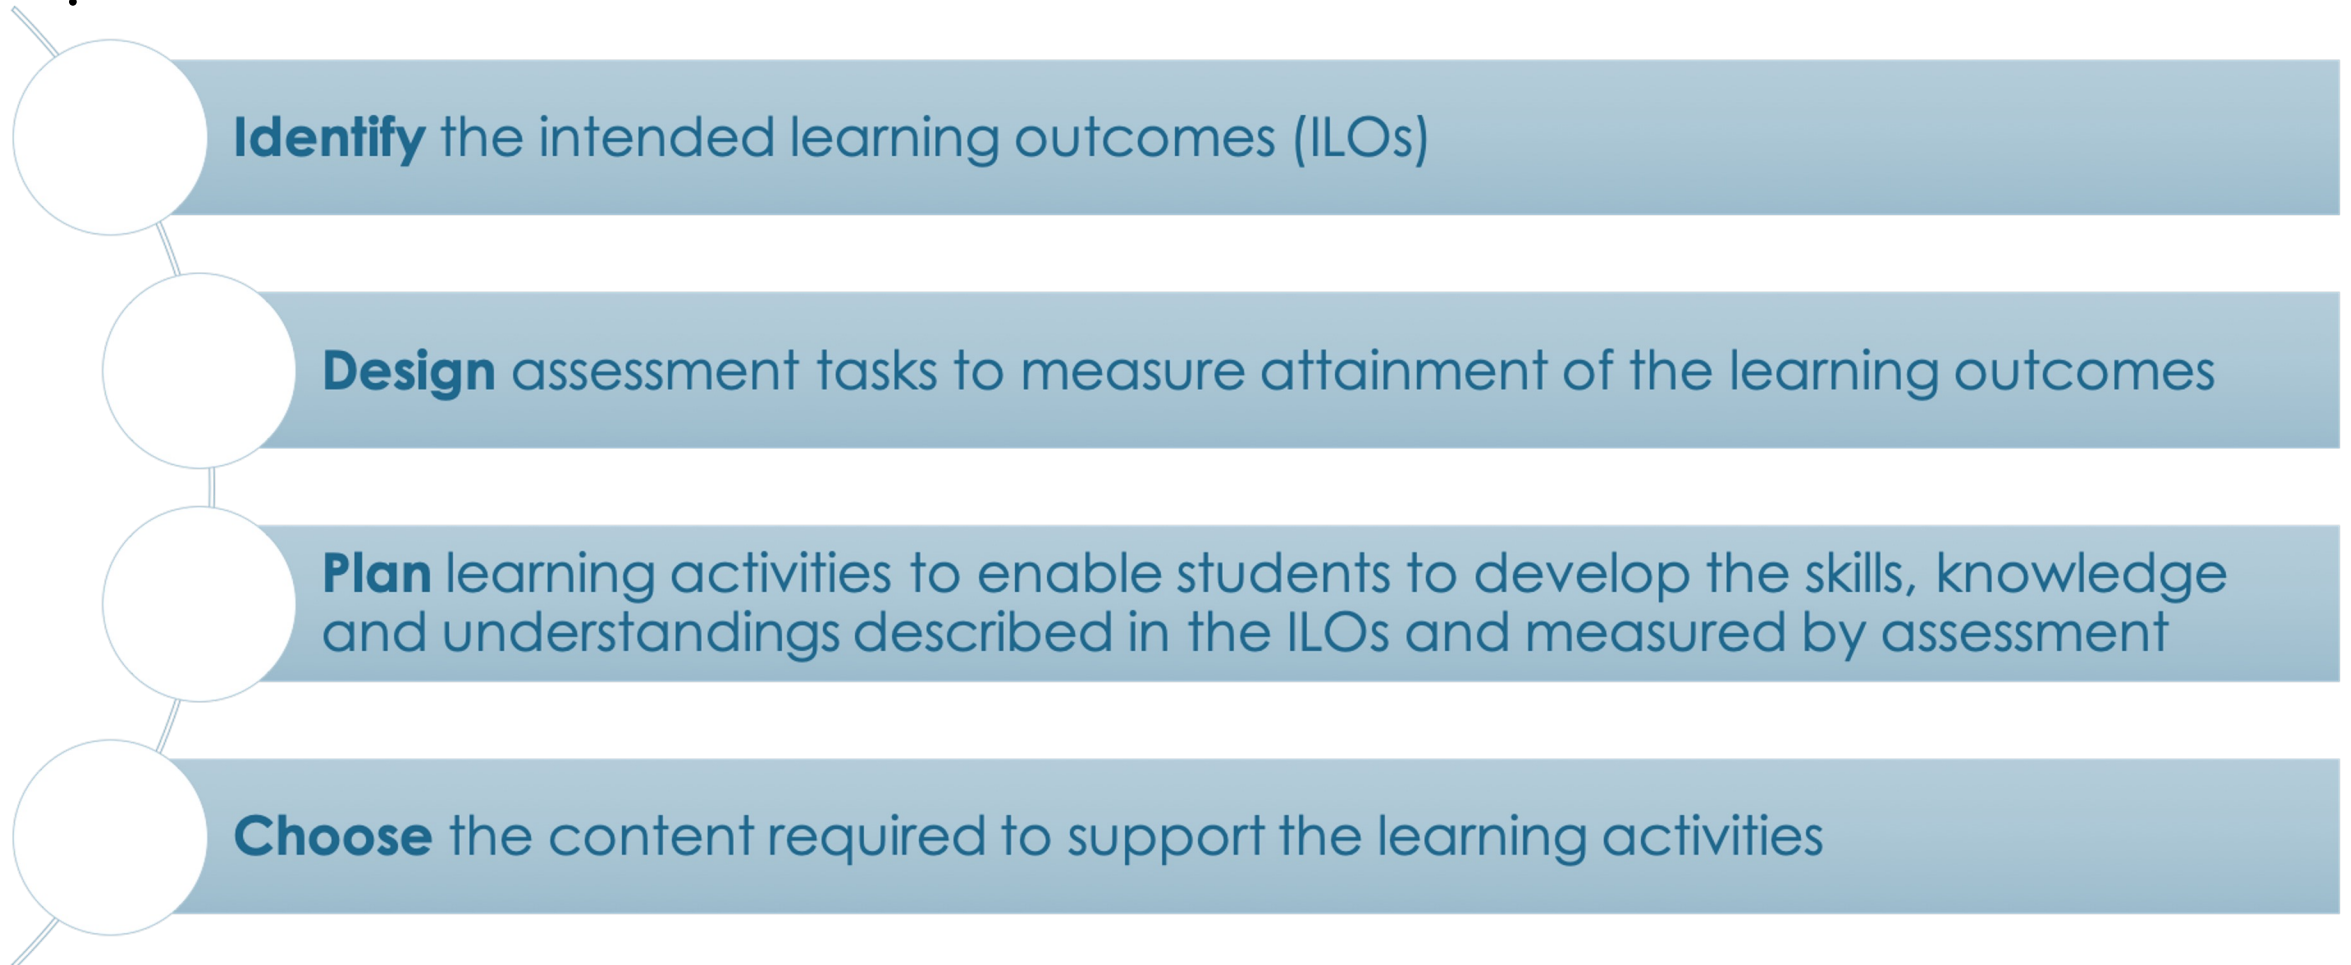 Identify the intended learning outcomes (ILOs)
Design assessment tasks to measure attainment of the learning outcomes
Plan learning activities to enable students to develop the skills, knowledge
and understandings described in the ILOs and measured by assessment
Choose the content required to support the learning activities